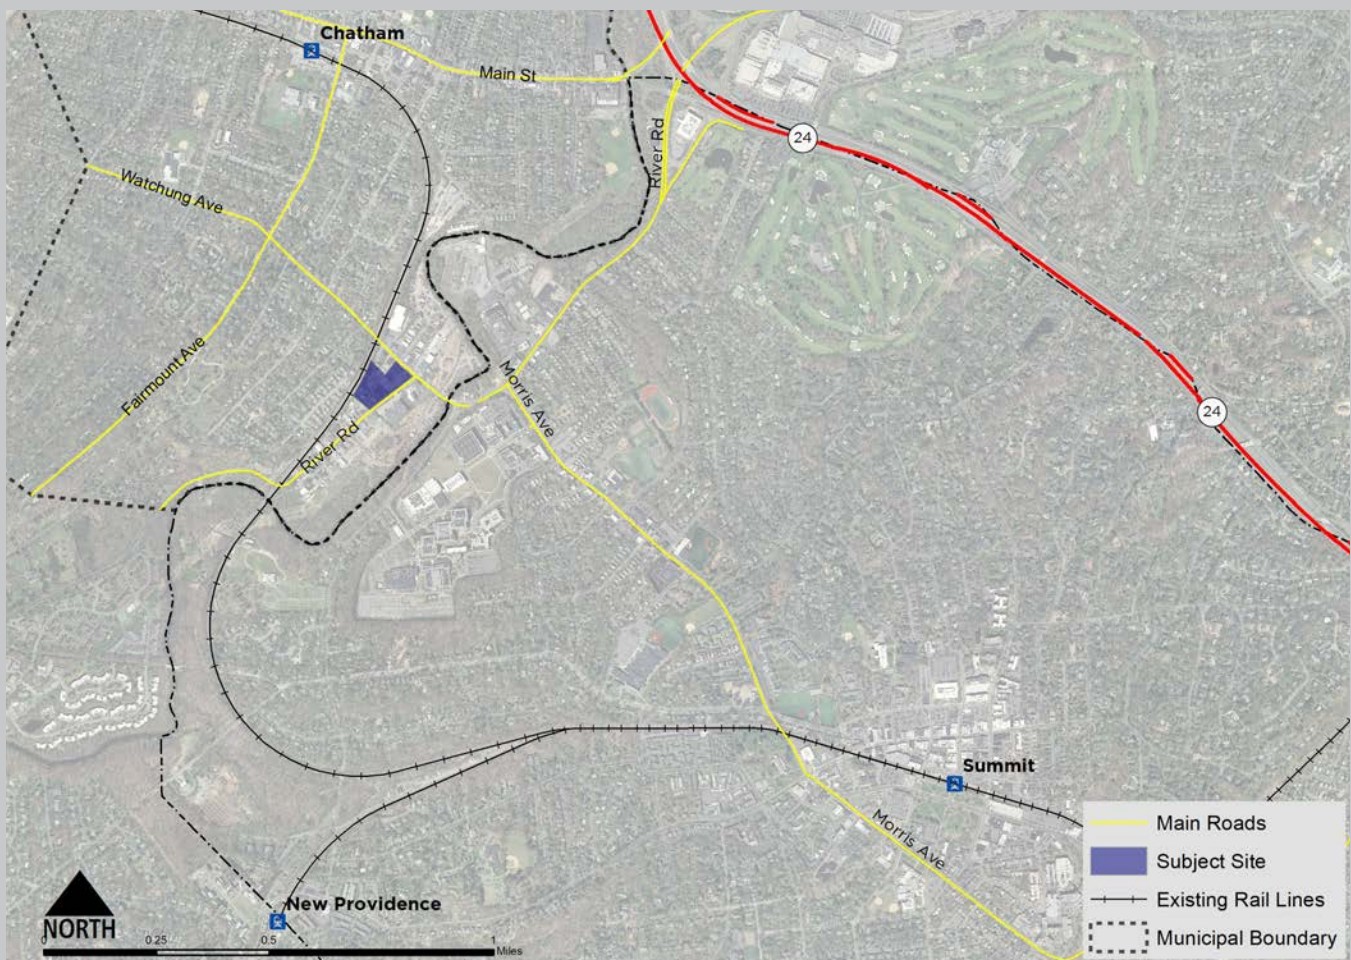 Chatham
Main St
24
River Rd
Watchung Ave
Fairmount Ave
Morris Ave
24
River Rd
Summit
Morris Ave
New Providence
Main Roads
Subject Site
Existing Rail Lines
Municipal Boundary
NORTH
0 0.25 0.5 1
Miles